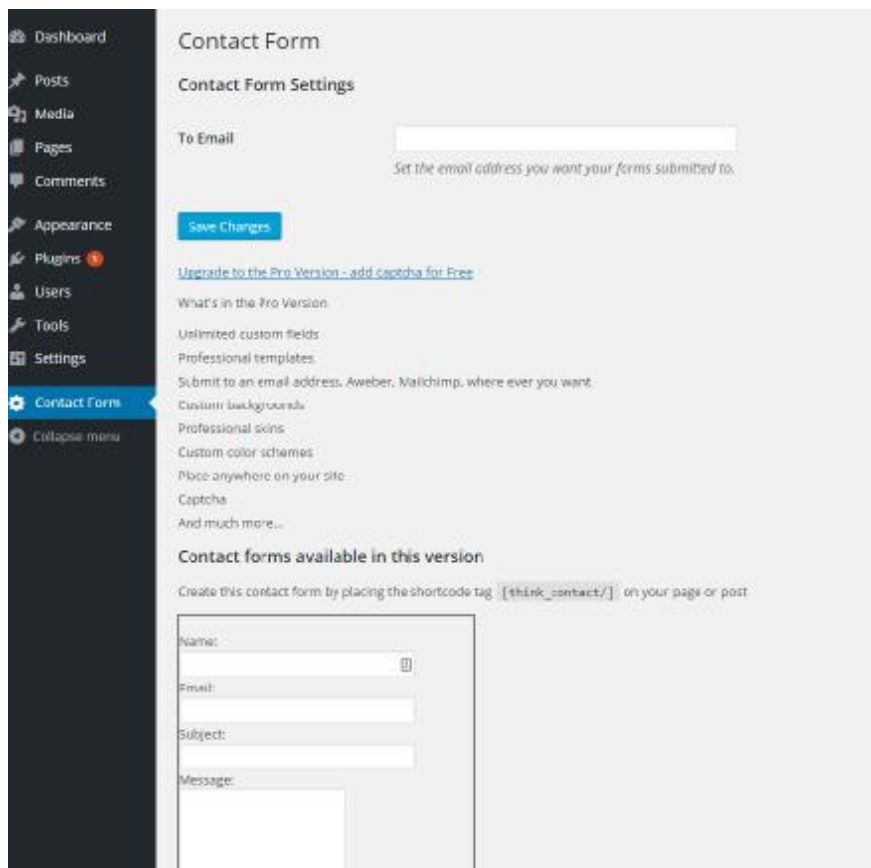 Dashboard
Posts
Media
Pages
Comments
Appearance
Plugins 1
Users
Tools
Settings
Contact Form
Collapse menu
Contact Form
Contact Form Settings
To Email
Set the email address you want your forms submitted to.
Save Changes
Upgrade to the Pro Version - add captcha for Free
What's in the Pro Version
Unlimited custom fields
Professional templates
Submit to an email address, Aweber, Mailchimp, where ever you want
Custom backgrounds
Professional skins
Custom color schemes
Place anywhere on your site
Captcha
And much more...
Contact forms available in this version
Create this contact form by placing the shortcode tag [think_contact/] on your page or post
Name:
Email:
Subject:
Message: